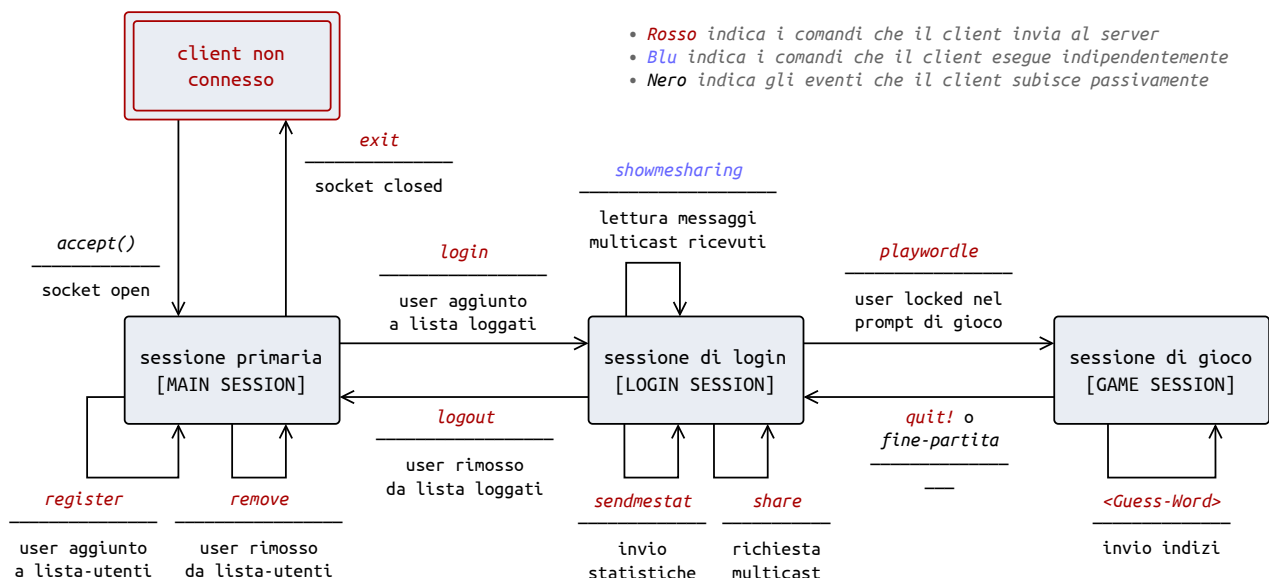 client non
connesso
• Rosso indica i comandi che il client invia al server
• Blu indica i comandi che il client esegue indipendentemente
• Nero indica gli eventi che il client subisce passivamente
exit
socket closed
showmesharing
lettura messaggi
multicast ricevuti
accept()
socket open
login
user aggiunto
a lista loggati
playwordle
user locked nel
prompt di gioco
sessione primaria
[MAIN SESSION]
sessione di login
[LOGIN SESSION]
sessione di gioco
[GAME SESSION]
logout
user rimosso
da lista loggati
quit! o
fine-partita
register
user aggiunto
a lista-utenti
remove
user rimosso
da lista-utenti
sendmestat
invio
statistiche
share
richiesta
multicast
<Guess-Word>
invio indizi